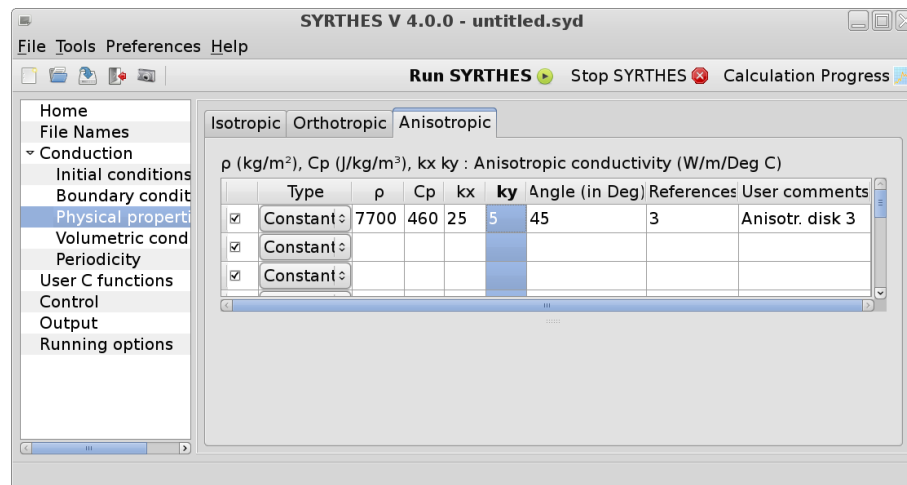 SYRTHES V 4.0.0 - untitled.syd
File Tools Preferences Help
Run SYRTHES Stop SYRTHES Calculation Progress
Home
File Names
Conduction
Initial conditions
Boundary condit
Physical properti
Volumetric cond
Periodicity
User C functions
Control
Output
Running options
Isotropic Orthotropic Anisotropic
ρ (kg/m²), Cp (J/kg/m³), kx ky : Anisotropic conductivity (W/m/Deg C)
Type ρ Cp kx ky Angle (in Deg) References User comments
Constant 7700 460 25 5 45 3 Anisotr. disk 3
Constant
Constant